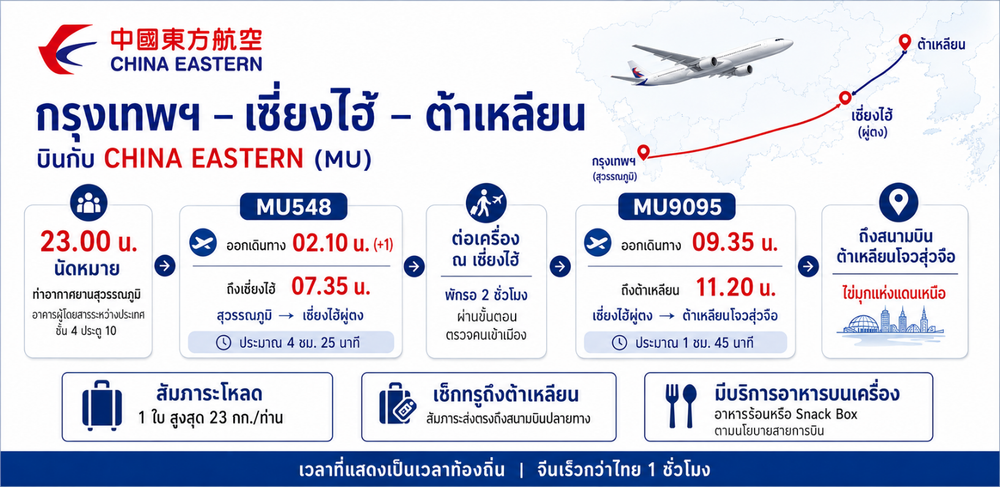 中國東方航空
CHINA EASTERN
กรุงเทพฯ – เซี่ยงไฮ้ – ต้าเหลียน
บินกับ CHINA EASTERN (MU)
ต้าเหลียน
เซี่ยงไฮ้
(ผู่ตง)
กรุงเทพฯ
(สุวรรณภูมิ)
23.00 น.
นัดหมาย
ท่าอากาศยานสุวรรณภูมิ
อาคารผู้โดยสารระหว่างประเทศ
ชั้น 4 ประตู 10
MU548
ออกเดินทาง 02.10 น. (+1)
ถึงเซี่ยงไฮ้ 07.35 น.
สุวรรณภูมิ → เซี่ยงไฮ้ผู่ตง
ประมาณ 4 ชม. 25 นาที
ต่อเครื่อง
ณ เซี่ยงไฮ้
พักรอ 2 ชั่วโมง
ผ่านขั้นตอน
ตรวจคนเข้าเมือง
MU9095
ออกเดินทาง 09.35 น.
ถึงต้าเหลียน 11.20 น.
เซี่ยงไฮ้ผู่ตง → ต้าเหลียนโจวสุ่วจือ
ประมาณ 1 ชม. 45 นาที
ถึงสนามบิน
ต้าเหลียนโจวสุ่วจือ
ไข่มุกแห่งแดนเหนือ
สัมภาระโหลด
1 ใบ สูงสุด 23 กก./ท่าน
เช็กทรูถึงต้าเหลียน
สัมภาระส่งตรงถึงสนามบินปลายทาง
มีบริการอาหารบนเครื่อง
อาหารร้อนหรือ Snack Box
ตามนโยบายสายการบิน
เวลาที่แสดงเป็นเวลาท้องถิ่น | จีนเร็วกว่าไทย 1 ชั่วโมง